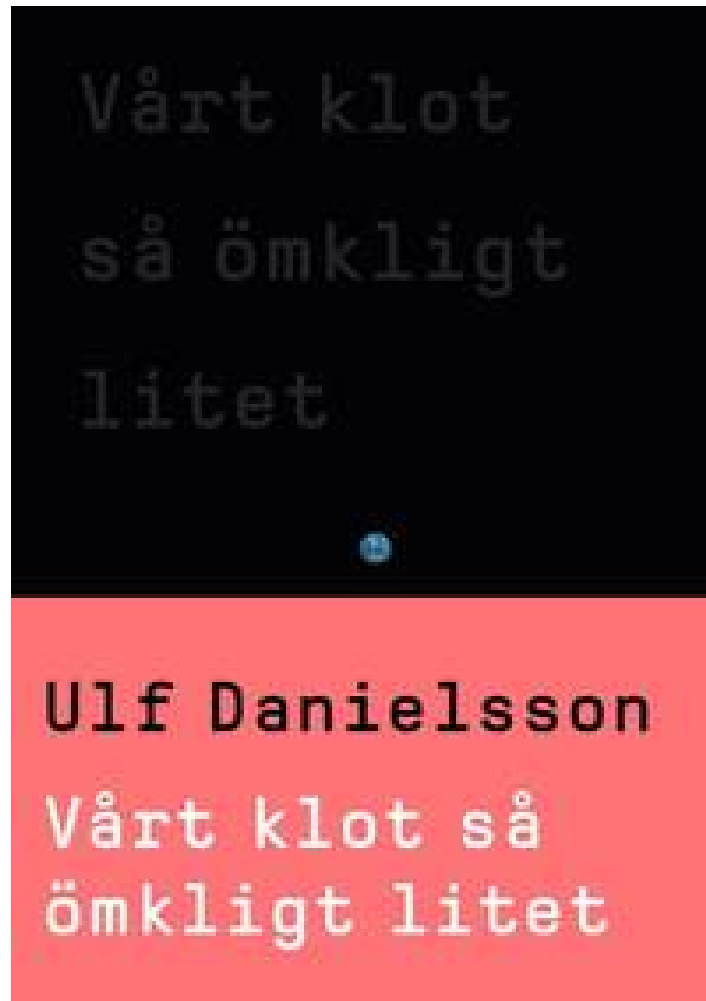 Vårt klot
så ömkligt
litet
Ulf Danielsson
Vårt klot så
ömkligt litet